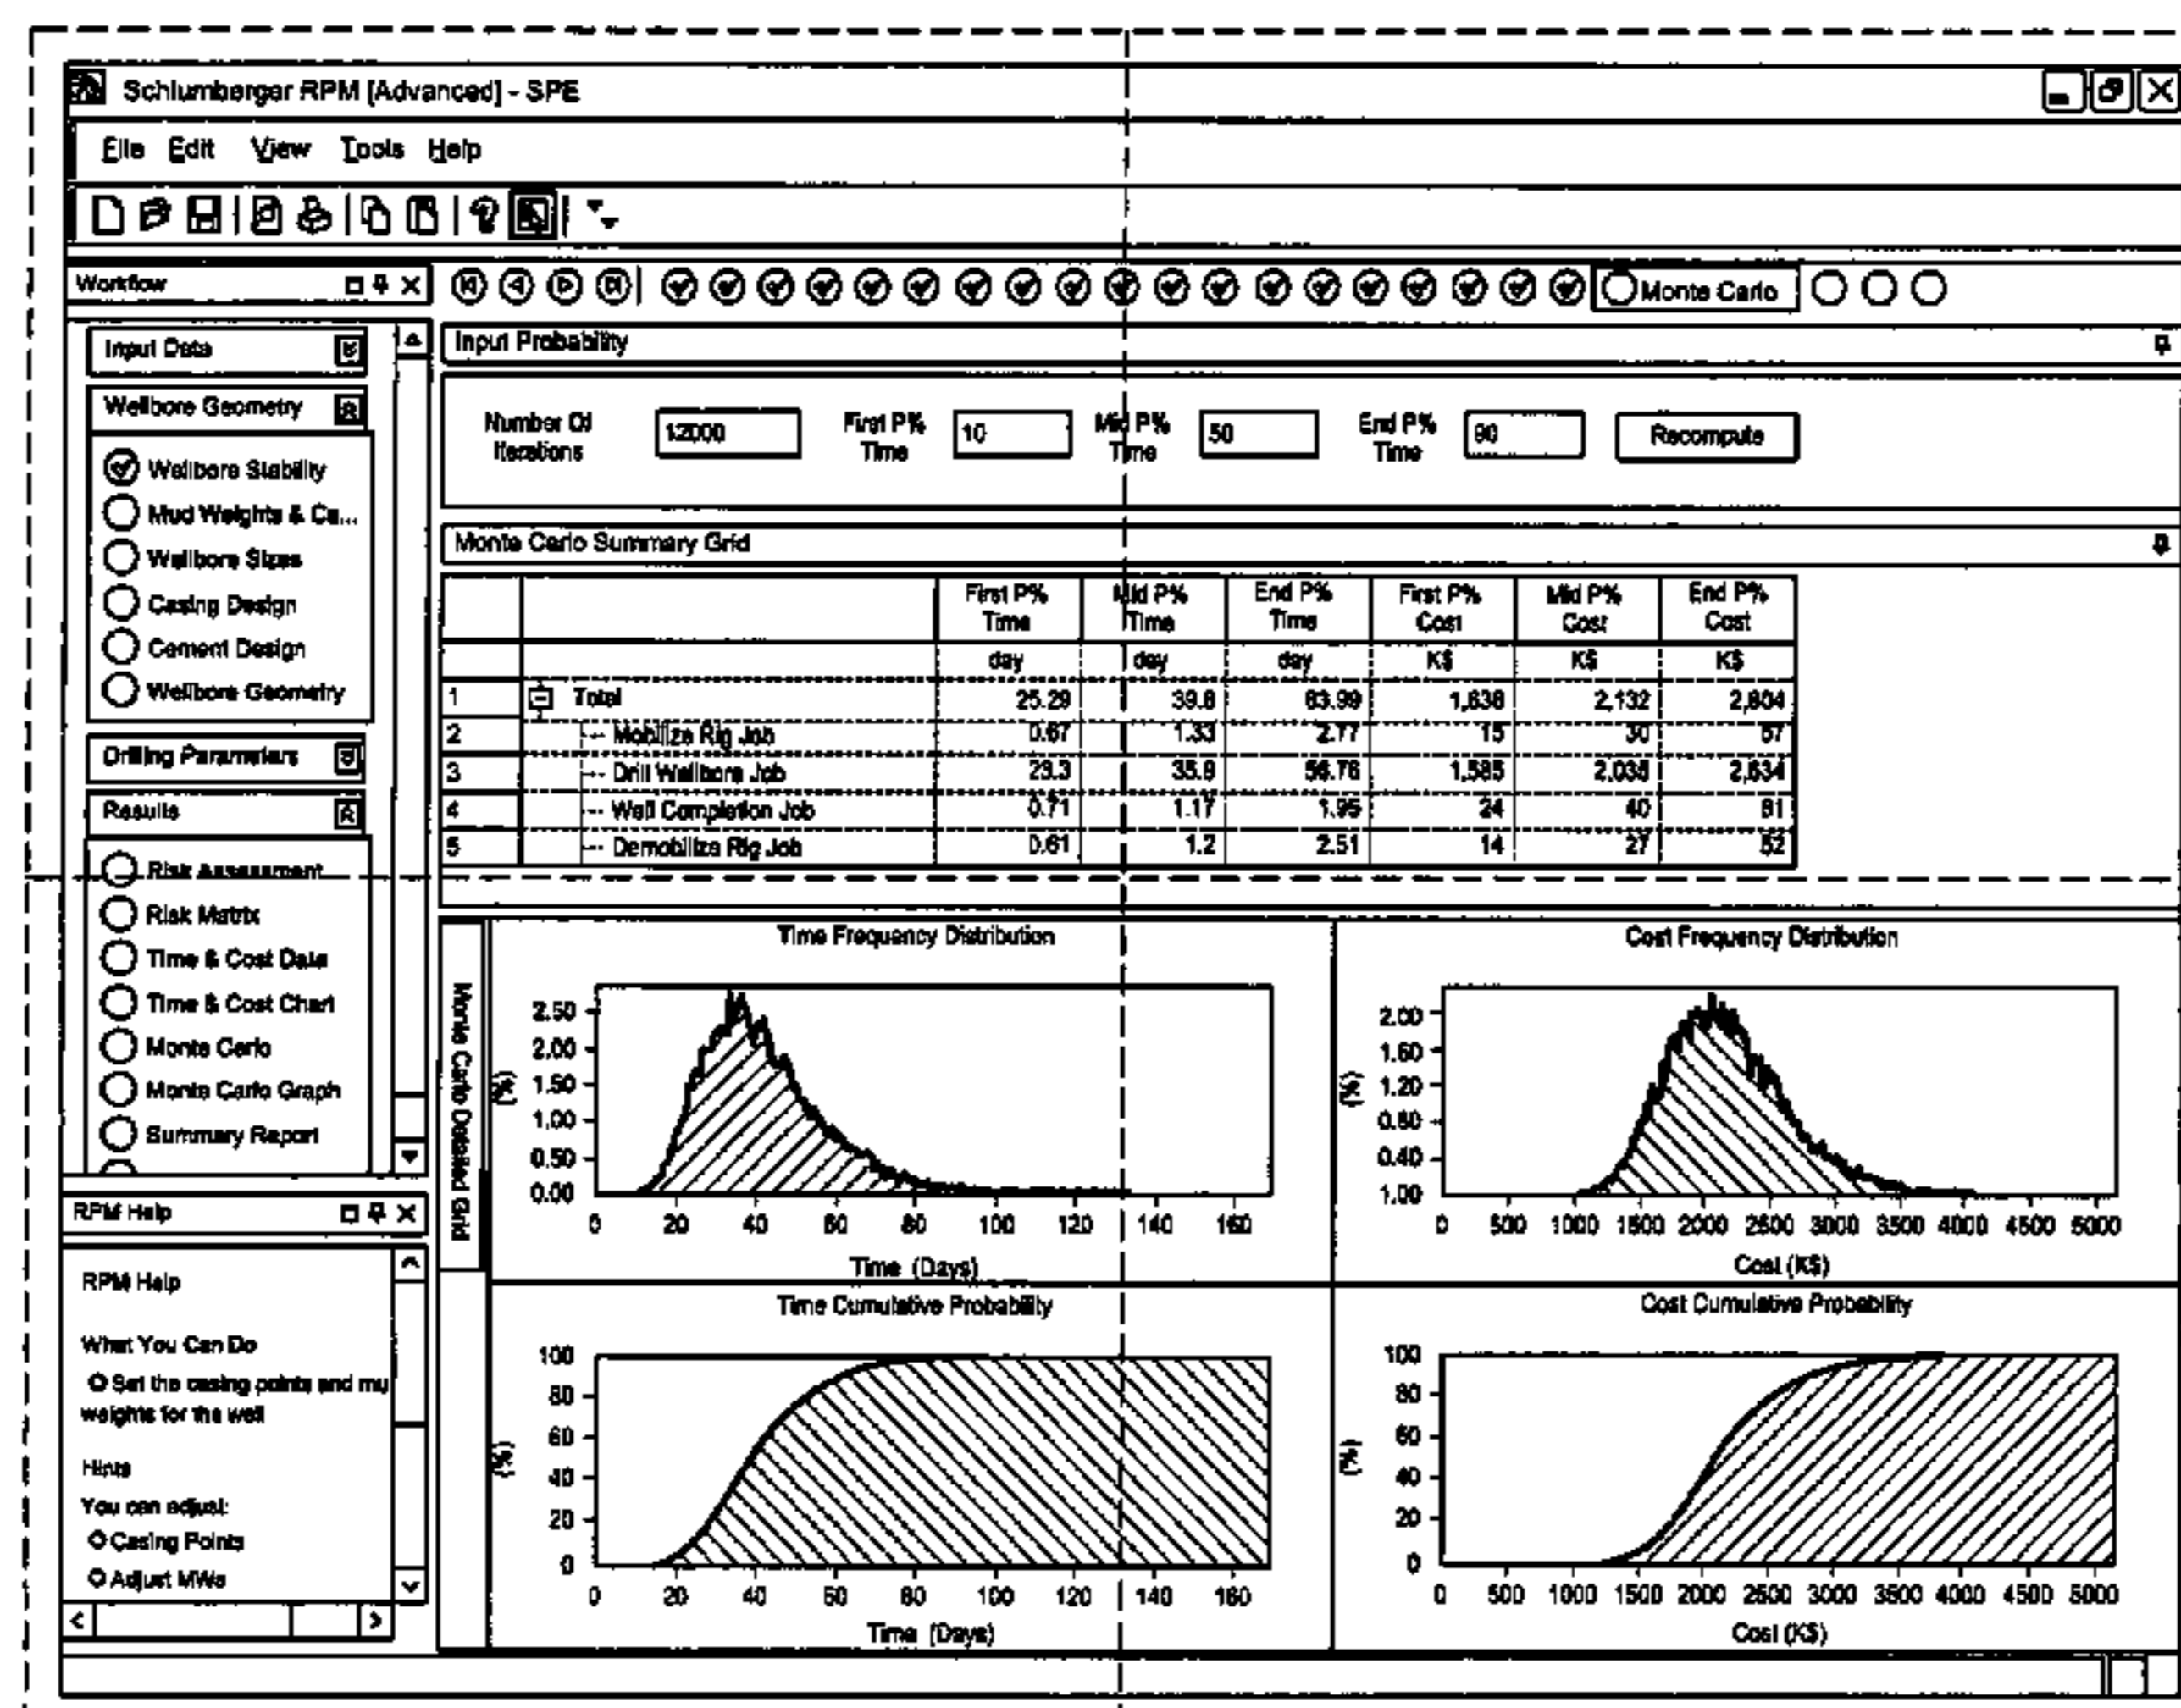 Schlumberger RPM [Advanced] - SPE
File Edit View Tools Help
Workflow
Monte Carlo
Input Data
Wellbore Geometry
Wellbore Stability
Mud Weights & Ca...
Wellbore Sizes
Casing Design
Cement Design
Wellbore Geometry
Drilling Parameters
Results
Risk Assessment
Risk Matrix
Time & Cost Data
Time & Cost Chart
Monte Carlo
Monte Carlo Graph
Summary Report
RPM Help
RPM Help
What You Can Do
Set the casing points and mu
weights for the well
Hints
You can adjust:
Casing Points
Adjust MWs
Input Probability
Number Of Iterations 12000 First P% Time 10 Mid P% Time 50 End P% Time 90 Recompute
Monte Carlo Summary Grid
First P% Time Mid P% Time End P% Time First P% Cost Mid P% Cost End P% Cost
day day day K$ K$ K$
1 Total 25.29 39.6 63.99 1,638 2,132 2,804
2 Mobilize Rig Job 0.67 1.33 2.77 15 30 57
3 Drill Wellbore Job 23.3 35.9 56.76 1,585 2,035 2,634
4 Well Completion Job 0.71 1.17 1.95 24 40 61
5 Demobilize Rig Job 0.61 1.2 2.51 14 27 52
Monte Carlo Detailed Grid
Time Frequency Distribution
(%)
2.50
2.00
1.50
1.00
0.50
0.00
0 20 40 60 80 100 120 140 160
Time (Days)
Cost Frequency Distribution
(%)
2.00
1.60
1.20
0.80
0.40
1.00
0 500 1000 1500 2000 2500 3000 3500 4000 4500 5000
Cost (K$)
Time Cumulative Probability
(%)
100
80
60
40
20
0
0 20 40 60 80 100 120 140 160
Time (Days)
Cost Cumulative Probability
(%)
100
80
60
40
20
0
0 500 1000 1500 2000 2500 3000 3500 4000 4500 5000
Cost (K$)